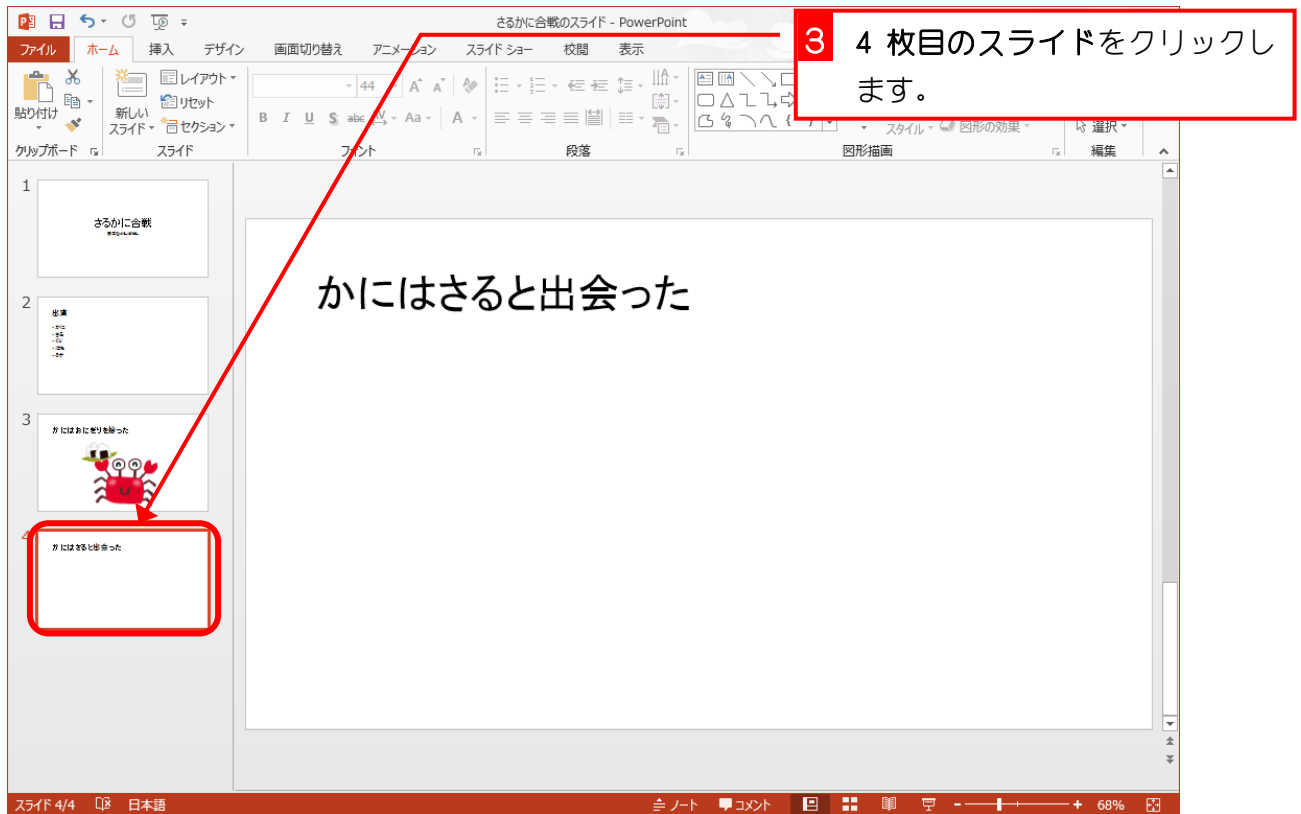 さるかに合戦のスライド - PowerPoint
3 4 枚目のスライドをクリックし
ます。
ファイル ホーム 挿入 デザイン 画面切り替え アニメーション スライド ショー 校閲 表示
貼り付け
新しい
スライド
レイアウト
リセット
セクション
44
B I U S abc AV Aa A
スタイル 図形の効果
選択
クリップボード スライド フォント 段落 図形描画 編集
1
さるかに合戦
2
出演
3
かにはおにぎりを拾った
4
かにはさると出会った
かにはさると出会った
スライド 4/4 日本語 ノート コメント 68%